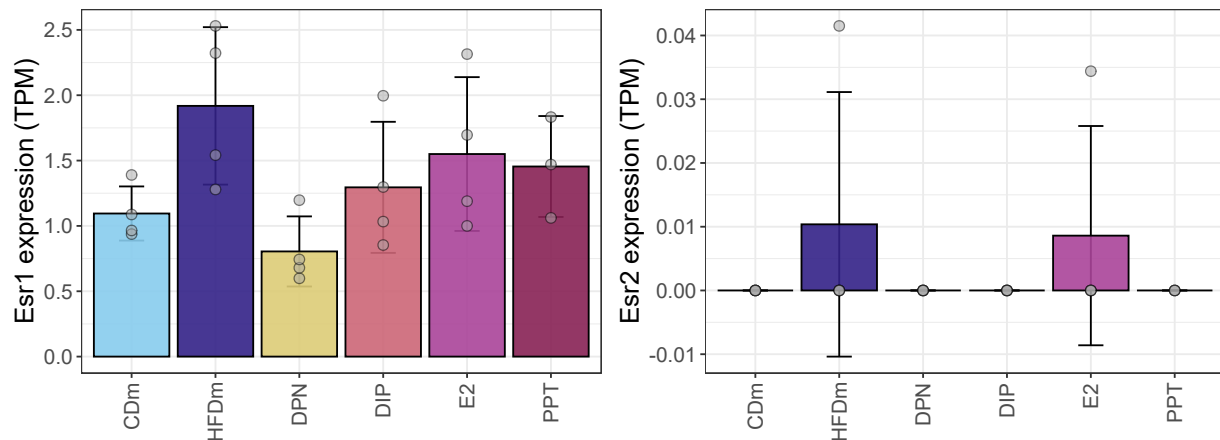 Esr1 expression (TPM)
2.5
2.0
1.5
1.0
0.5
0.0
CDm
HFDm
DPN
DIP
E2
PPT
Esr2 expression (TPM)
0.04
0.03
0.02
0.01
0.00
-0.01
CDm
HFDm
DPN
DIP
E2
PPT